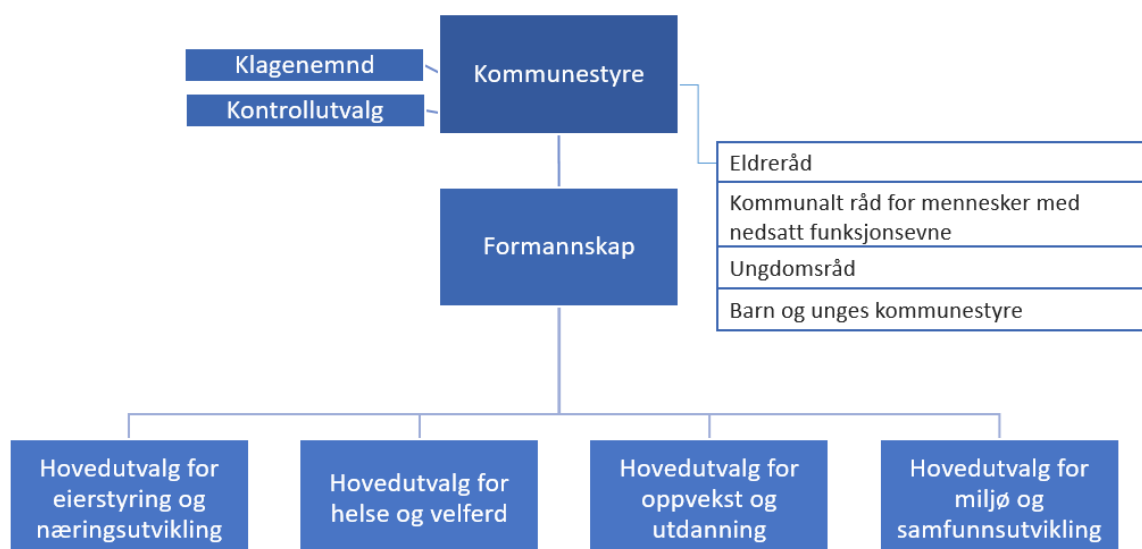 Klagenemnd
Kommunestyre
Kontrollutvalg
Eldreråd
Kommunalt råd for mennesker med
nedsatt funksjonsevne
Ungdomsråd
Barn og unges kommunestyre
Formannskap
Hovedutvalg for
eierstyring og
næringsutvikling
Hovedutvalg for
helse og velferd
Hovedutvalg for
oppvekst og
utdanning
Hovedutvalg for
miljø og
samfunnsutvikling